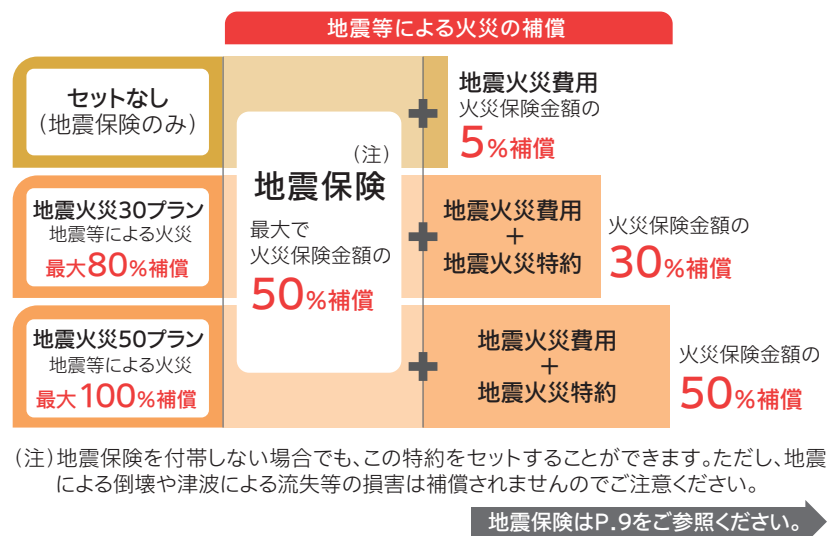 地震等による火災の補償
セットなし
(地震保険のみ)
地震火災費用
火災保険金額の
5%補償
(注)
地震保険
最大で
火災保険金額の
50%補償
地震火災30プラン
地震等による火災
最大80%補償
地震火災費用
+
地震火災特約
火災保険金額の
30%補償
地震火災50プラン
地震等による火災
最大100%補償
地震火災費用
+
地震火災特約
火災保険金額の
50%補償
(注)地震保険を付帯しない場合でも、この特約をセットすることができます。ただし、地震
による倒壊や津波による流失等の損害は補償されませんのでご注意ください。
地震保険はP.9をご参照ください。